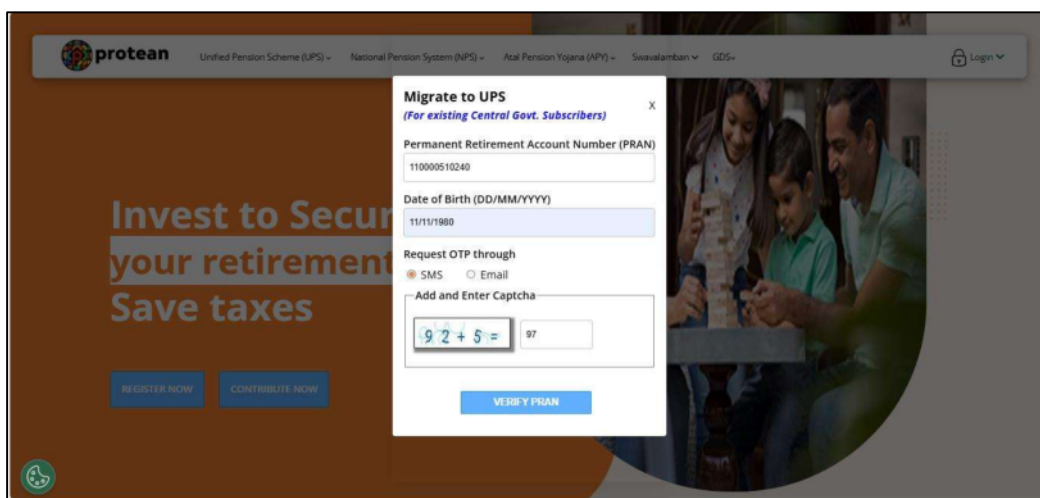 protean
Unified Pension Scheme (UPS)
National Pension System (NPS)
Atal Pension Yojana (APY)
Swavalamban
GDS
Login
Migrate to UPS
X
(For existing Central Govt. Subscribers)
Permanent Retirement Account Number (PRAN)
110000510240
Date of Birth (DD/MM/YYYY)
11/11/1980
Request OTP through
SMS
Email
Add and Enter Captcha
92 + 5 =
97
VERIFY PRAN
Invest to Secur
your retirement
Save taxes
REGISTER NOW
CONTRIBUTE NOW